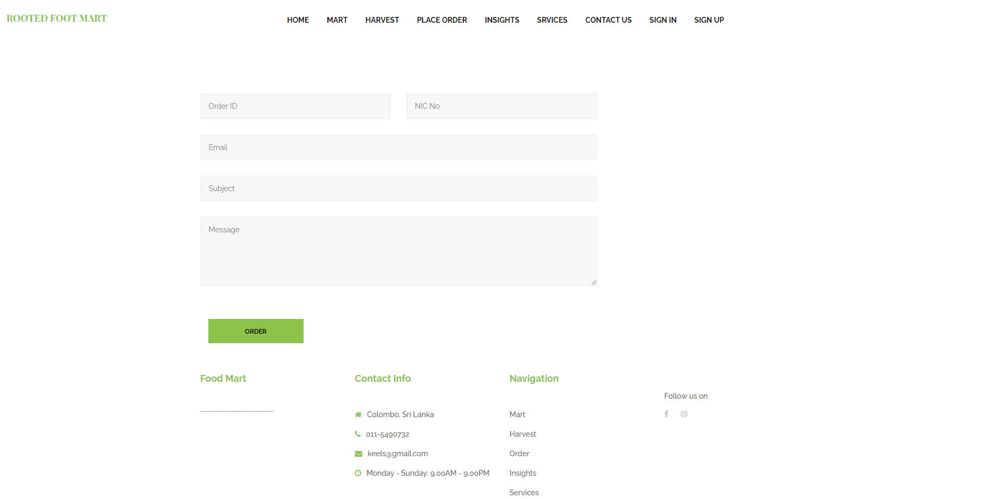 ROOTED FOOT MART
HOME MART HARVEST PLACE ORDER INSIGHTS SRVICES CONTACT US SIGN IN SIGN UP
Order ID NIC No
Email
Subject
Message
ORDER
Food Mart
.................................................
Contact Info
Colombo, Sri Lanka
011-5490732
keels@gmail.com
Monday - Sunday: 9.00AM - 9.00PM
Navigation
Mart
Harvest
Order
Insights
Services
Follow us on